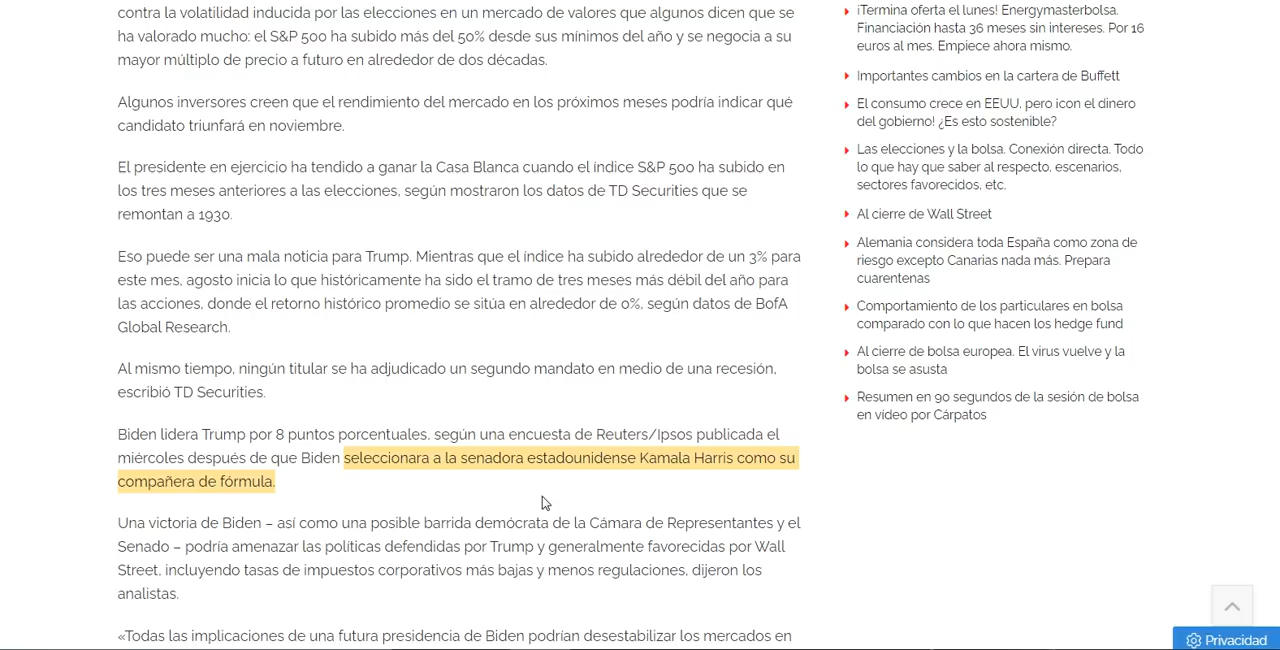 contra la volatilidad inducida por las elecciones en un mercado de valores que algunos dicen que se
ha valorado mucho: el S&P 500 ha subido más del 50% desde sus mínimos del año y se negocia a su
mayor múltiplo de precio a futuro en alrededor de dos décadas.
Algunos inversores creen que el rendimiento del mercado en los próximos meses podría indicar qué
candidato triunfará en noviembre.
El presidente en ejercicio ha tendido a ganar la Casa Blanca cuando el índice S&P 500 ha subido en
los tres meses anteriores a las elecciones, según mostraron los datos de TD Securities que se
remontan a 1930.
Eso puede ser una mala noticia para Trump. Mientras que el índice ha subido alrededor de un 3% para
este mes, agosto inicia lo que históricamente ha sido el tramo de tres meses más débil del año para
las acciones, donde el retorno histórico promedio se sitúa en alrededor de 0%, según datos de BofA
Global Research.
Al mismo tiempo, ningún titular se ha adjudicado un segundo mandato en medio de una recesión,
escribió TD Securities.
Biden lidera Trump por 8 puntos porcentuales, según una encuesta de Reuters/Ipsos publicada el
miércoles después de que Biden seleccionara a la senadora estadounidense Kamala Harris como su
compañera de fórmula.
Una victoria de Biden – así como una posible barrida demócrata de la Cámara de Representantes y el
Senado – podría amenazar las políticas defendidas por Trump y generalmente favorecidas por Wall
Street, incluyendo tasas de impuestos corporativos más bajas y menos regulaciones, dijeron los
analistas.
«Todas las implicaciones de una futura presidencia de Biden podrían desestabilizar los mercados en
¡Termina oferta el lunes! Energymasterbolsa.
Financiación hasta 36 meses sin intereses. Por 16
euros al mes. Empiece ahora mismo.
Importantes cambios en la cartera de Buffett
El consumo crece en EEUU, pero icon el dinero
del gobierno! ¿Es esto sostenible?
Las elecciones y la bolsa. Conexión directa. Todo
lo que hay que saber al respecto, escenarios,
sectores favorecidos, etc.
Al cierre de Wall Street
Alemania considera toda España como zona de
riesgo excepto Canarias nada más. Prepara
cuarentenas
Comportamiento de los particulares en bolsa
comparado con lo que hacen los hedge fund
Al cierre de bolsa europea. El virus vuelve y la
bolsa se asusta
Resumen en 90 segundos de la sesión de bolsa
en vídeo por Cárpatos
Privacidad